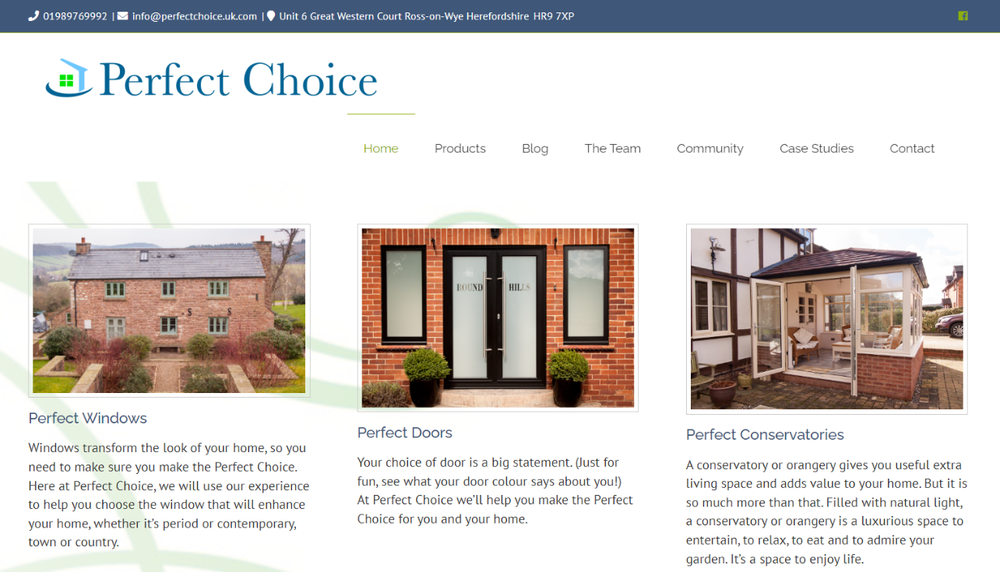 01989769992 | info@perfectchoice.uk.com | Unit 6 Great Western Court Ross-on-Wye Herefordshire HR9 7XP
Perfect Choice
Home Products Blog The Team Community Case Studies Contact
S S
ROUND HILLS
Perfect Windows
Windows transform the look of your home, so you
need to make sure you make the Perfect Choice.
Here at Perfect Choice, we will use our experience
to help you choose the window that will enhance
your home, whether it's period or contemporary,
town or country.
Perfect Doors
Your choice of door is a big statement. (Just for
fun, see what your door colour says about you!)
At Perfect Choice we'll help you make the Perfect
Choice for you and your home.
Perfect Conservatories
A conservatory or orangery gives you useful extra
living space and adds value to your home. But it is
so much more than that. Filled with natural light,
a conservatory or orangery is a luxurious space to
entertain, to relax, to eat and to admire your
garden. It's a space to enjoy life.